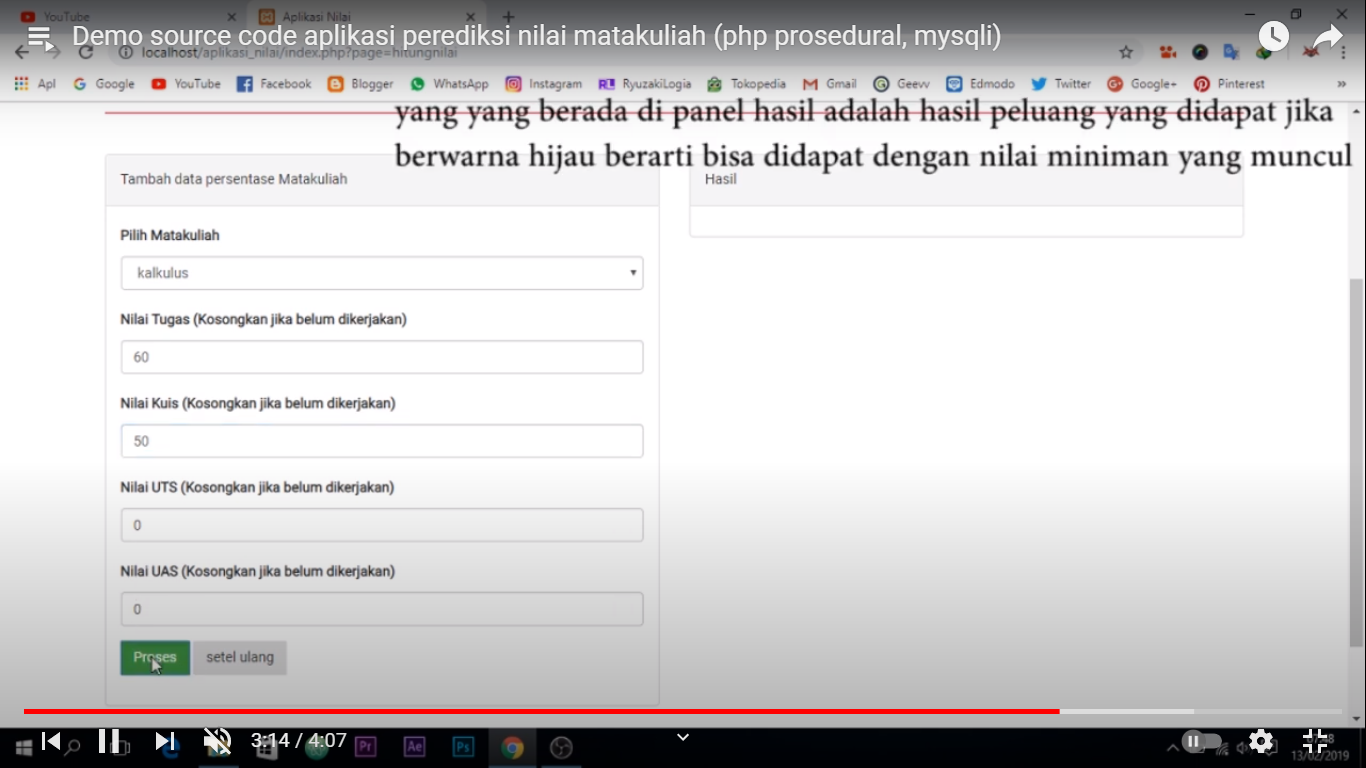 YouTube
Aplikasi Nilai
Demo source code aplikasi perediksi nilai matakuliah (php prosedural, mysqli)
localhost/aplikasi_nilai/index.php?page=hitungnilai
Apl Google YouTube Facebook Blogger WhatsApp Instagram RyuzakiLogia Tokopedia Gmail Geevv Edmodo Twitter Google+ Pinterest »
yang yang berada di panel hasil adalah hasil peluang yang didapat jika
berwarna hijau berarti bisa didapat dengan nilai miniman yang muncul
Tambah data persentase Matakuliah
Hasil
Pilih Matakuliah
kalkulus
Nilai Tugas (Kosongkan jika belum dikerjakan)
60
Nilai Kuis (Kosongkan jika belum dikerjakan)
50
Nilai UTS (Kosongkan jika belum dikerjakan)
0
Nilai UAS (Kosongkan jika belum dikerjakan)
0
Proses setel ulang
3:14 / 4:07
Pr Ae Ps
13/02/2019